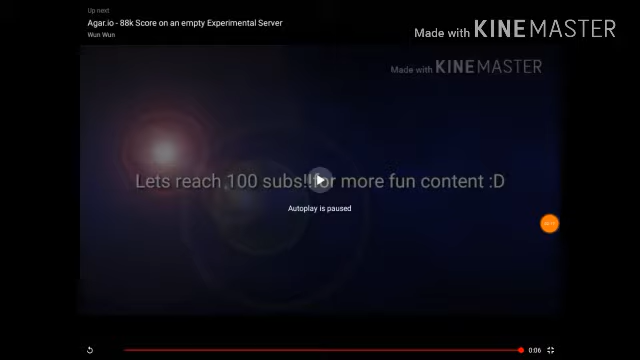 Up next
Agar.io - 88k Score on an empty Experimental Server
Wun Wun
Made with KINEMASTER
Made with KINEMASTER
Lets reach 100 subs!!for more fun content :D
Autoplay is paused
0:06